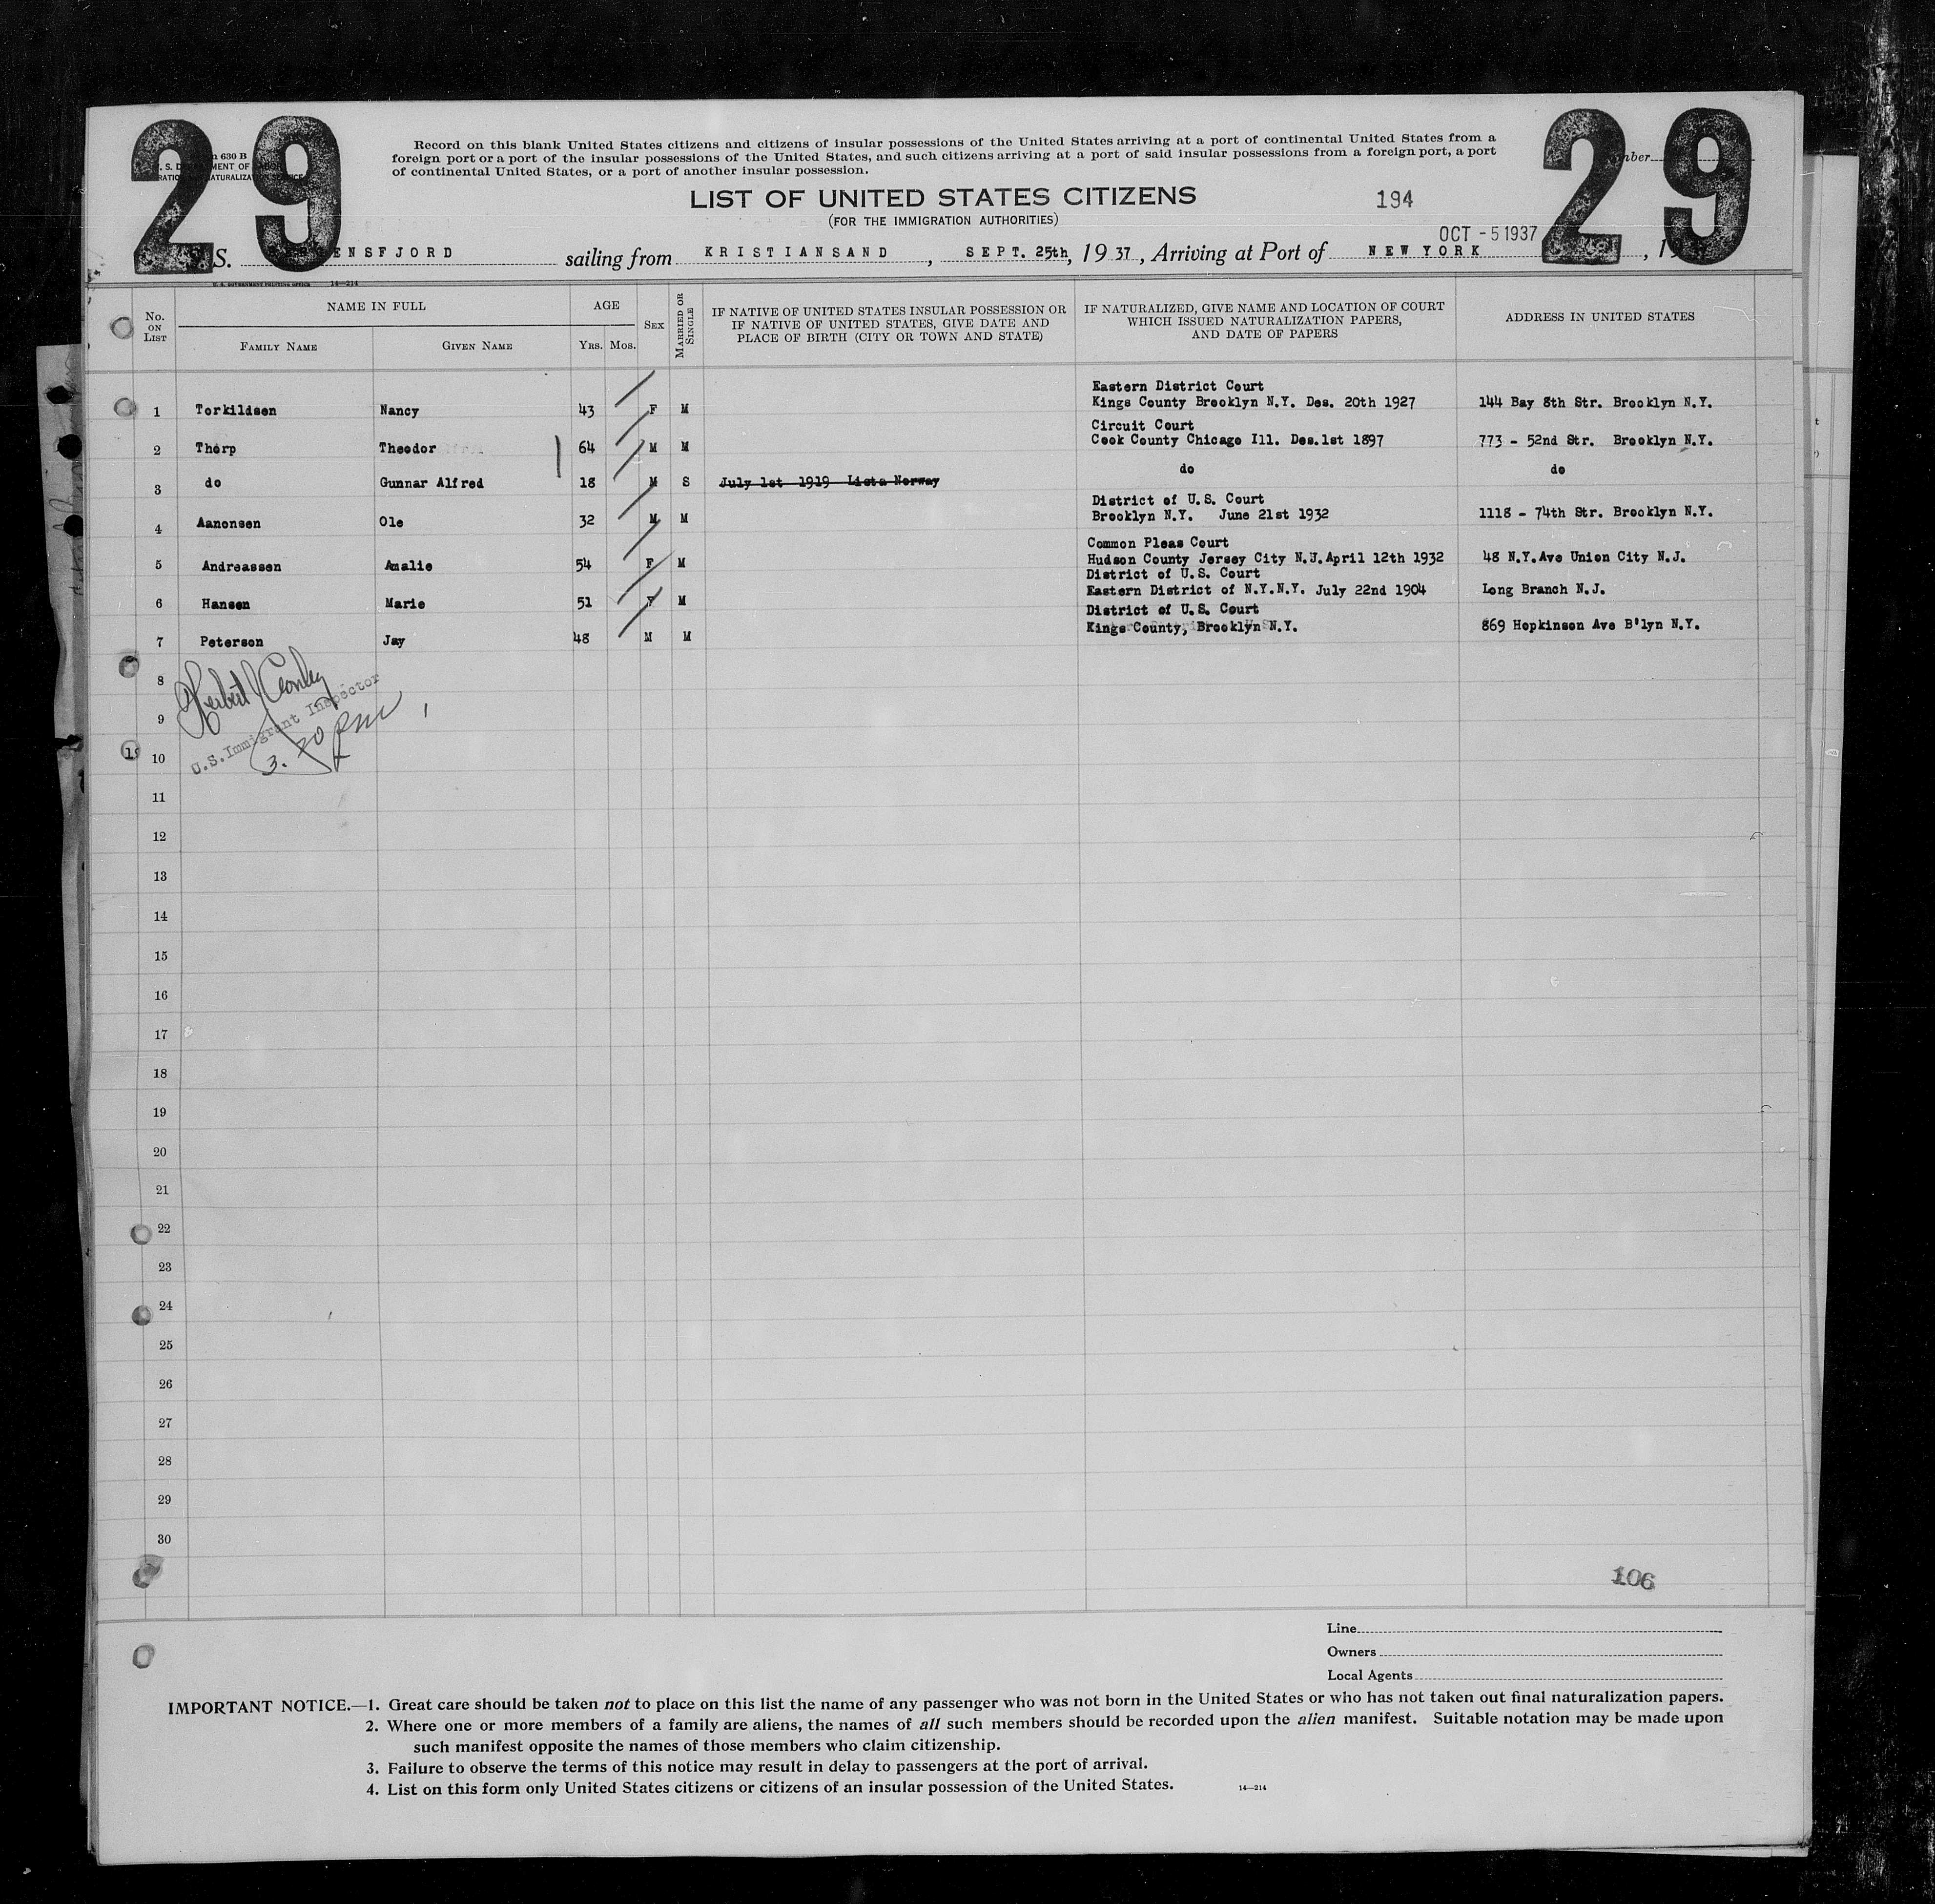 29
29
630 B
Record on this blank United States citizens and citizens of insular possessions of the United States arriving at a port of continental United States from a
foreign port or a port of the insular possessions of the United States, and such citizens arriving at a port of said insular possessions from a foreign port, a port
of continental United States, or a port of another insular possession.
LIST OF UNITED STATES CITIZENS
(FOR THE IMMIGRATION AUTHORITIES)
194
OCT - 5 1937
S. ENSFJORD sailing from KRISTIANSAND, SEPT. 25th, 1937, Arriving at Port of NEW YORK, 19
14-214
No. ON LIST
NAME IN FULL
FAMILY NAME
GIVEN NAME
AGE
YRS. MOS.
SEX
MARRIED OR SINGLE
IF NATIVE OF UNITED STATES INSULAR POSSESSION OR
IF NATIVE OF UNITED STATES, GIVE DATE AND
PLACE OF BIRTH (CITY OR TOWN AND STATE)
IF NATURALIZED, GIVE NAME AND LOCATION OF COURT
WHICH ISSUED NATURALIZATION PAPERS,
AND DATE OF PAPERS
ADDRESS IN UNITED STATES
Eastern District Court
1 Torkildsen Nancy 43 F M Kings County Brooklyn N.Y. Des. 20th 1927 144 Bay 8th Str. Brooklyn N.Y.
Circuit Court
2 Thorp Theodor 64 M M Cook County Chicago Ill. Des.1st 1897 773 - 52nd Str. Brooklyn N.Y.
3 do Gunnar Alfred 18 M S July 1st 1919 Lista Norway do do
District of U.S. Court
4 Aanonsen Ole 32 M M Brooklyn N.Y. June 21st 1932 1118 - 74th Str. Brooklyn N.Y.
Common Pleas Court
5 Andreassen Amalie 54 F M Hudson County Jersey City N.J. April 12th 1932 48 N.Y.Ave Union City N.J.
District of U.S. Court
6 Hansen Marie 51 F M Eastern District of N.Y.N.Y. July 22nd 1904 Long Branch N.J.
District of U.S. Court
7 Peterson Jay 48 M M Kings County, Brooklyn N.Y. 869 Hopkinson Ave B'lyn N.Y.
8
9
10
U.S. Immigrant Inspector
3.30 PM
11
12
13
14
15
16
17
18
19
20
21
22
23
24
25
26
27
28
29
30
106
Line
Owners
Local Agents
IMPORTANT NOTICE.—1. Great care should be taken not to place on this list the name of any passenger who was not born in the United States or who has not taken out final naturalization papers.
2. Where one or more members of a family are aliens, the names of all such members should be recorded upon the alien manifest. Suitable notation may be made upon
such manifest opposite the names of those members who claim citizenship.
3. Failure to observe the terms of this notice may result in delay to passengers at the port of arrival.
4. List on this form only United States citizens or citizens of an insular possession of the United States. 14-214